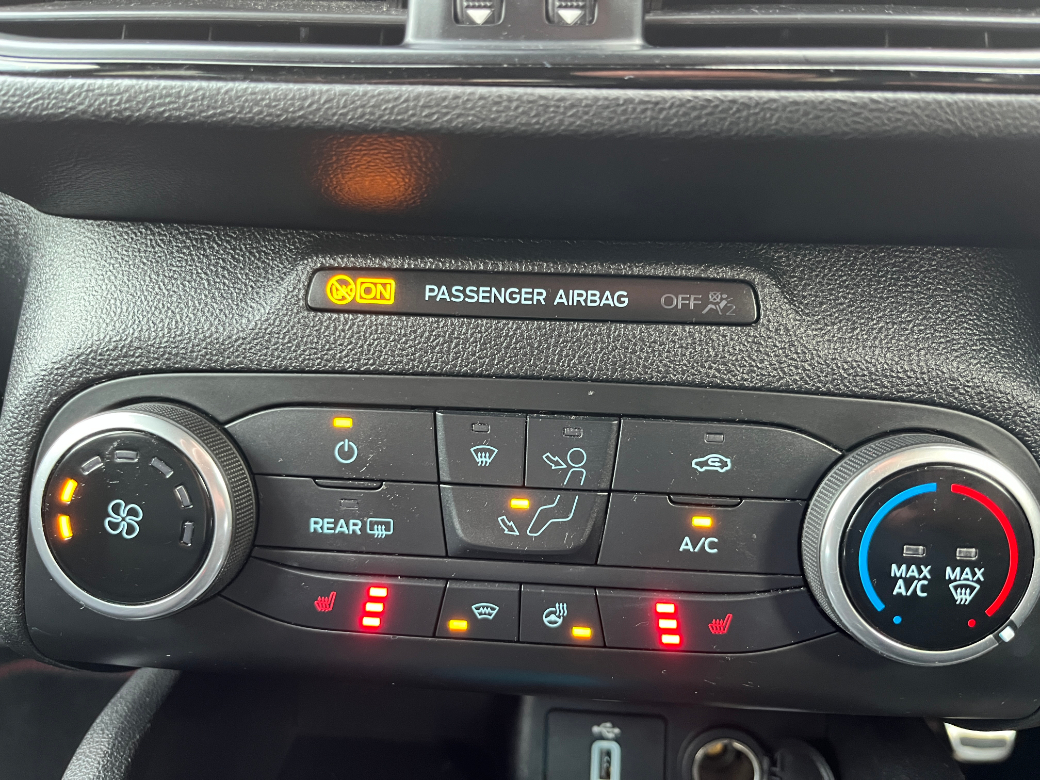 ON PASSENGER AIRBAG OFF 2
REAR
A/C
MAX A/C
MAX